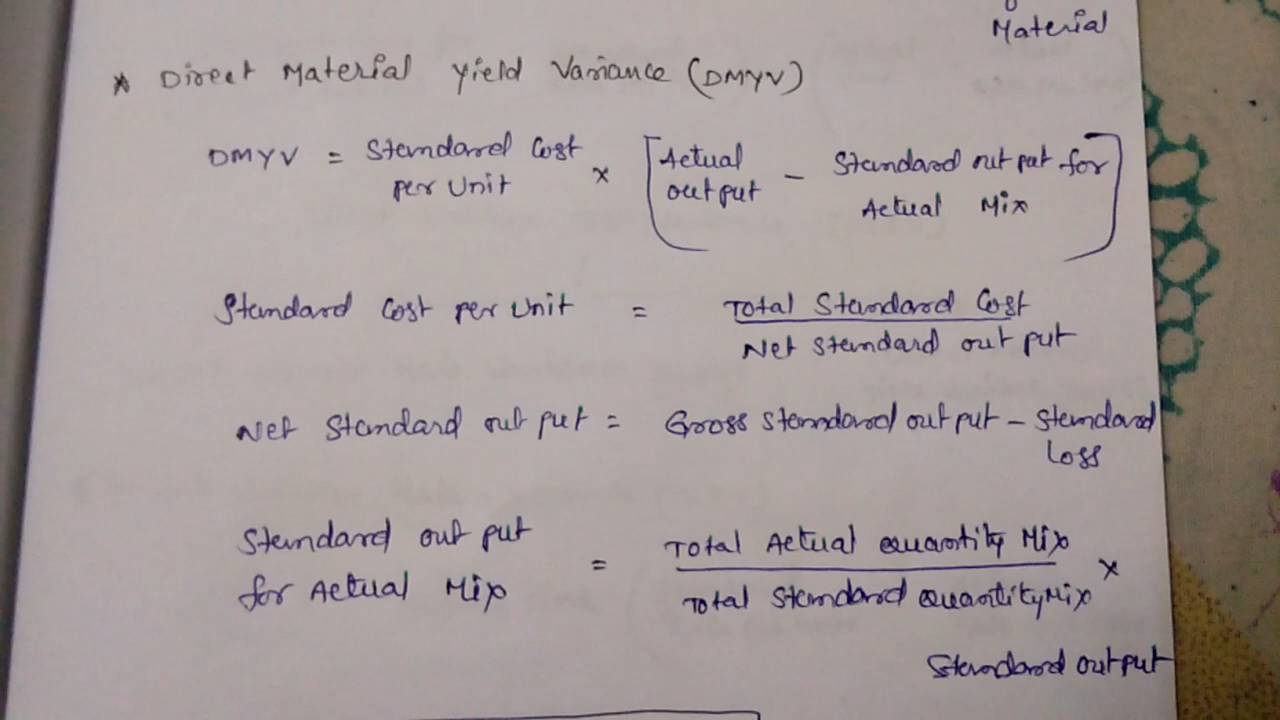 Material
* Direct Material Yield Variance (DMYV)
DMYV = Standard Cost per Unit × [Actual output - Standard out put for Actual Mix]
Standard Cost per Unit = Total Standard Cost / Net standard out put
Net Standard out put = Gross standard out put - Standard Loss
Standard out put for Actual Mix = Total Actual quantity Mix / Total Standard quantity Mix ×
Standard out put